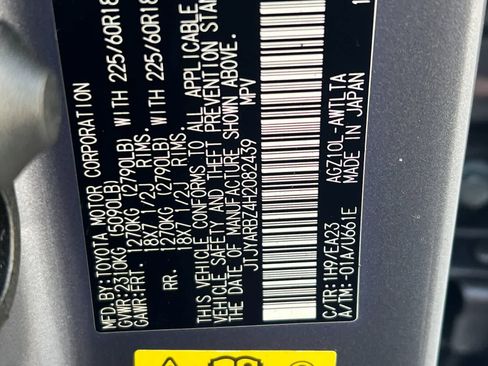 MFD.BY:TOYOTA MOTOR CORPORATION
GVWR:2310KG (5090LB)
GAWR:FRT. 1270KG (2790LB) WITH 225/60R18
18X7 1/2J RIMS.
RR. 1270KG (2790LB) WITH 225/60R18
18X7 1/2J RIMS.
THIS VEHICLE CONFORMS TO ALL APPLICABLE
SAFETY AND THEFT PREVENTION
THE DATE OF MANUFACTURE SHOWN ABOVE.
JTJYARBZ4H2082439 MPV
C/TR:1H9/EA23 AG710L-AWTLTA
A/TM:-01A/U661E MADE IN JAPAN